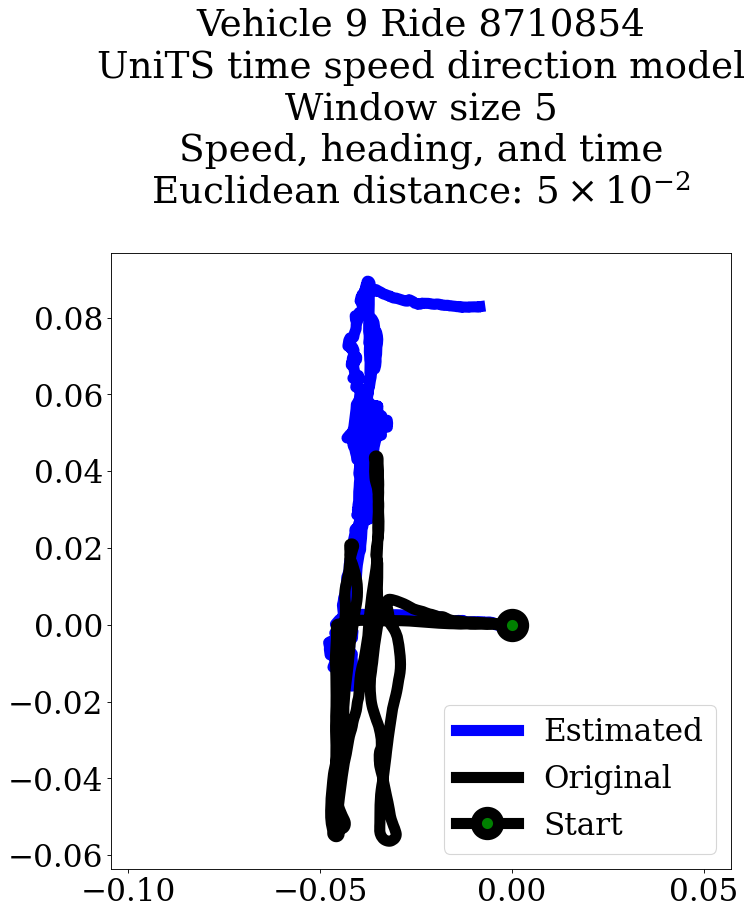 Vehicle 9 Ride 8710854
UniTS time speed direction model
Window size 5
Speed, heading, and time
Euclidean distance: 5 × 10⁻²
0.08
0.06
0.04
0.02
0.00
−0.02
−0.04
−0.06
Estimated
Original
Start
−0.10
−0.05
0.00
0.05